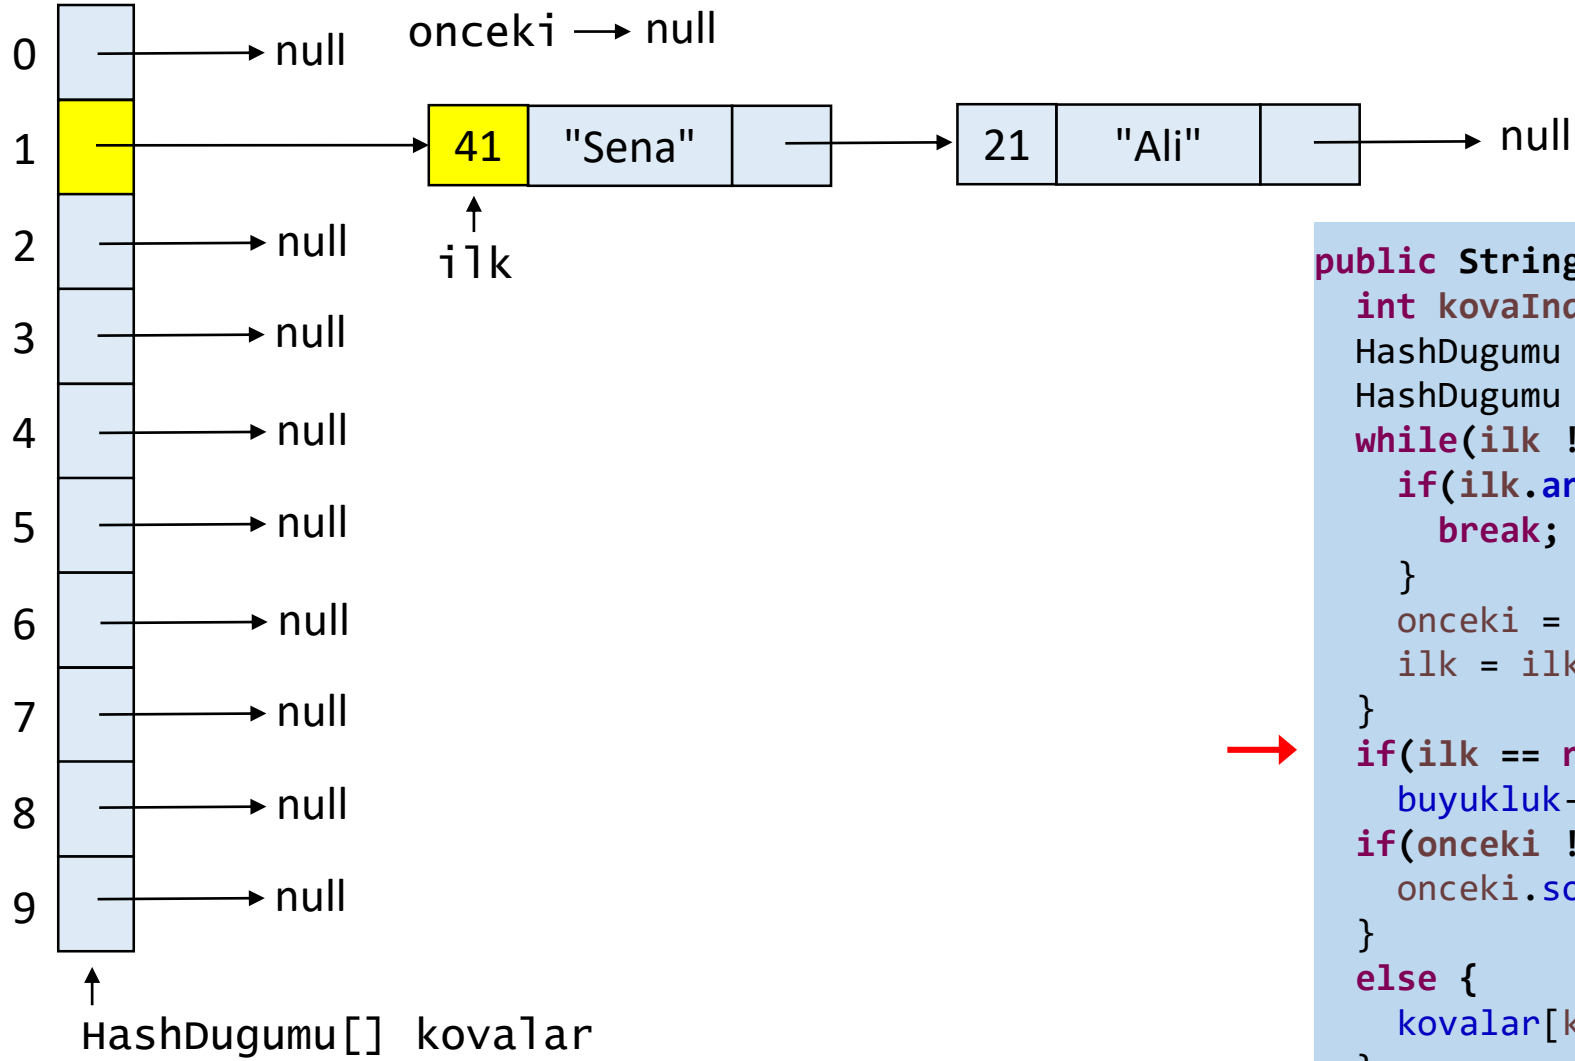 onceki → null
0 → null
1 → 41 "Sena" → 21 "Ali" → null
ilk
2 → null
3 → null
4 → null
5 → null
6 → null
7 → null
8 → null
9 → null
HashDugumu[] kovalar
public String
int kovaInd
HashDugumu
HashDugumu
while(ilk !
if(ilk.an
break;
}
onceki =
ilk = ilk
}
if(ilk == n
buyukluk-
if(onceki !
onceki.so
}
else {
kovalar[k
}